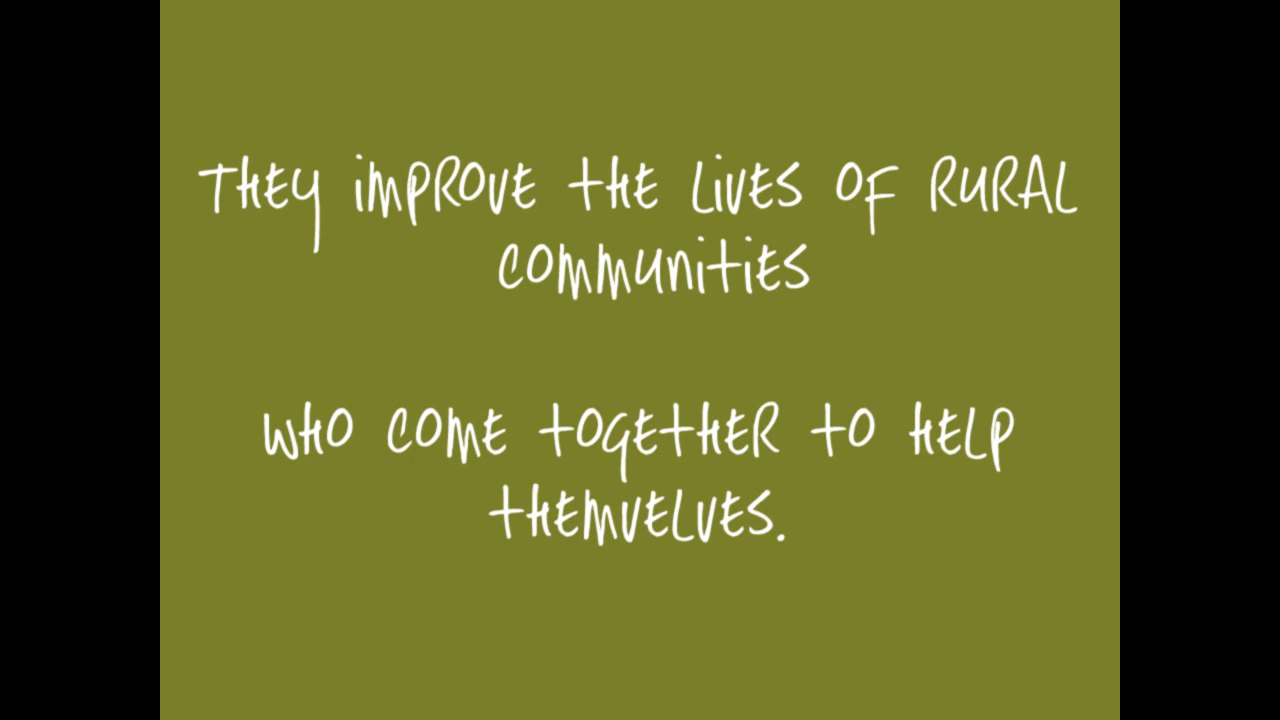 THEY iMPROVE tHE LiVES OF RURAL
COMMUNitiES
WHO COME tOGEtHER tO HELP
tHEMVELVES.